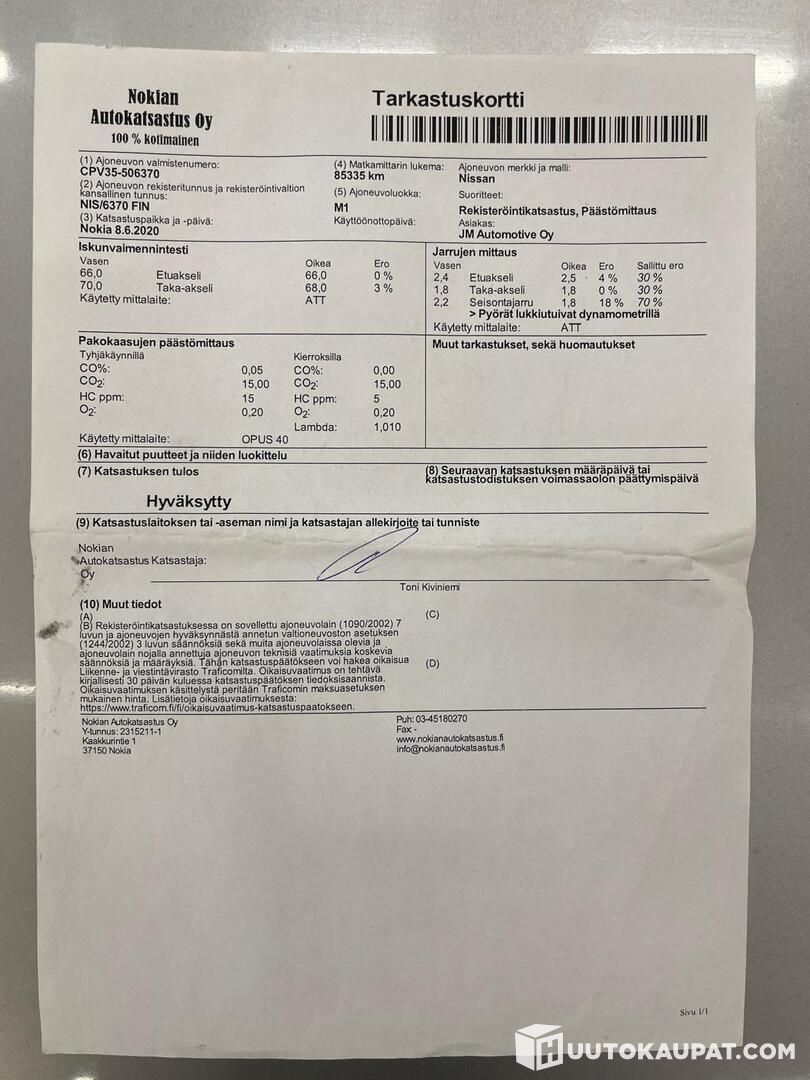 Nokian
Autokatsastus Oy
100 % kotimainen
Tarkastuskortti
(1) Ajoneuvon valmistenumero:
CPV35-506370
(2) Ajoneuvon rekisteritunnus ja rekisteröintivaltion
kansallinen tunnus:
NIS/6370 FIN
(3) Katsastuspaikka ja -päivä:
Nokia 8.6.2020
(4) Matkamittarin lukema:
85335 km
(5) Ajoneuvoluokka:
M1
Käyttöönottopäivä:
Ajoneuvon merkki ja malli:
Nissan
Suoritteet:
Rekisteröintikatsastus, Päästömittaus
Asiakas:
JM Automotive Oy
Iskunvaimennintesti
Vasen Oikea Ero
66,0 Etuakseli 66,0 0 %
70,0 Taka-akseli 68,0 3 %
Käytetty mittalaite: ATT
Jarrujen mittaus
Vasen Oikea Ero Sallittu ero
2,4 Etuakseli 2,5 4 % 30 %
1,8 Taka-akseli 1,8 0 % 30 %
2,2 Seisontajarru 1,8 18 % 70 %
> Pyörät lukkiutuivat dynamometrillä
Käytetty mittalaite: ATT
Pakokaasujen päästömittaus
Tyhjäkäynnillä Kierroksilla
CO%: 0,05 CO%: 0,00
CO2: 15,00 CO2: 15,00
HC ppm: 15 HC ppm: 5
O2: 0,20 O2: 0,20
Lambda: 1,010
Käytetty mittalaite: OPUS 40
Muut tarkastukset, sekä huomautukset
(6) Havaitut puutteet ja niiden luokittelu
(7) Katsastuksen tulos
Hyväksytty
(8) Seuraavan katsastuksen määräpäivä tai
katsastustodistuksen voimassaolon päättymispäivä
(9) Katsastuslaitoksen tai -aseman nimi ja katsastajan allekirjoite tai tunniste
Nokian
Autokatsastus Katsastaja:
Oy
Toni Kiviniemi
(10) Muut tiedot
(A)
(B) Rekisteröintikatsastuksessa on sovellettu ajoneuvolain (1090/2002) 7
luvun ja ajoneuvojen hyväksynnästä annetun valtioneuvoston asetuksen
(1244/2002) 3 luvun säännöksiä sekä muita ajoneuvolaissa olevia ja
ajoneuvolain nojalla annettuja ajoneuvon teknisiä vaatimuksia koskevia
säännöksiä ja määräyksiä. Tähän katsastuspäätökseen voi hakea oikaisua
Liikenne- ja viestintävirasto Traficomilta. Oikaisuvaatimus on tehtävä
kirjallisesti 30 päivän kuluessa katsastuspäätöksen tiedoksisaannista.
Oikaisuvaatimuksen käsittelystä peritään Traficomin maksuasetuksen
mukainen hinta. Lisätietoja oikaisuvaatimuksesta:
https://www.traficom.fi/fi/oikaisuvaatimus-katsastuspaatokseen.
(C)
(D)
Nokian Autokatsastus Oy
Y-tunnus: 2315211-1
Kaakkurintie 1
37150 Nokia
Puh: 03-45180270
Fax -
www.nokianautokatsastus.fi
info@nokianautokatsastus.fi
Sivu 1/1
HUUTOKAUPAT.COM